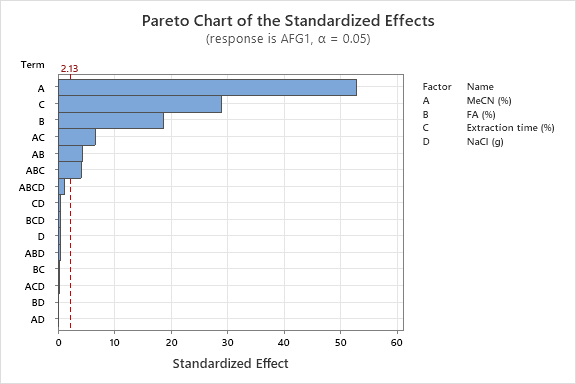 Pareto Chart of the Standardized Effects
(response is AFG1, α = 0.05)
Term
2.13
A
C
B
AC
AB
ABC
ABCD
CD
BCD
D
ABD
BC
ACD
BD
AD
0 10 20 30 40 50 60
Standardized Effect
Factor Name
A MeCN (%)
B FA (%)
C Extraction time (%)
D NaCl (g)